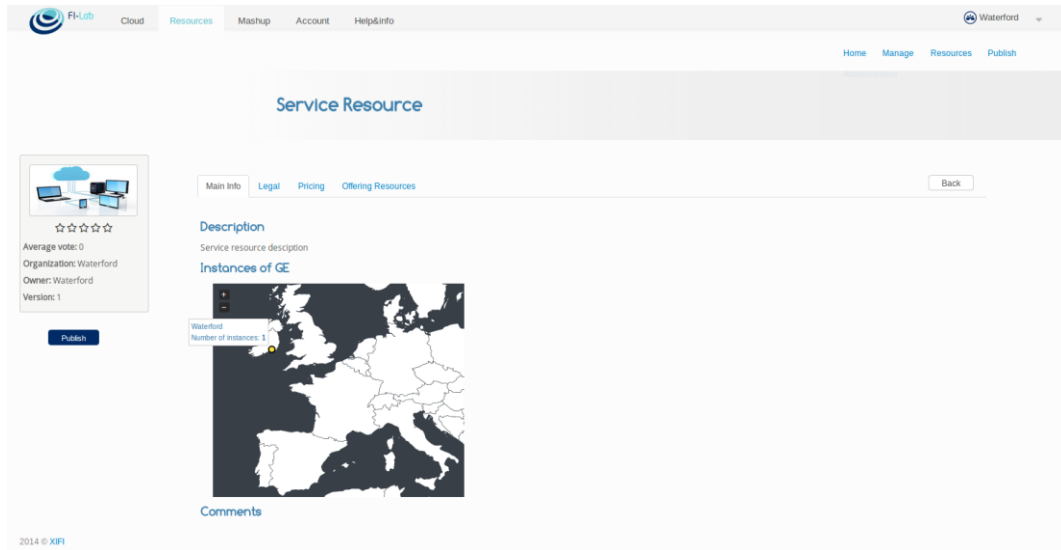 FI-Lab Cloud Resources Mashup Account Help&info Waterford
Home Manage Resources Publish
Service Resource
Main Info Legal Pricing Offering Resources Back
Average vote: 0
Organization: Waterford
Owner: Waterford
Version: 1
Publish
Description
Service resource desciption
Instances of GE
+
−
Waterford
Number of instances: 1
Comments
2014 © XIFI